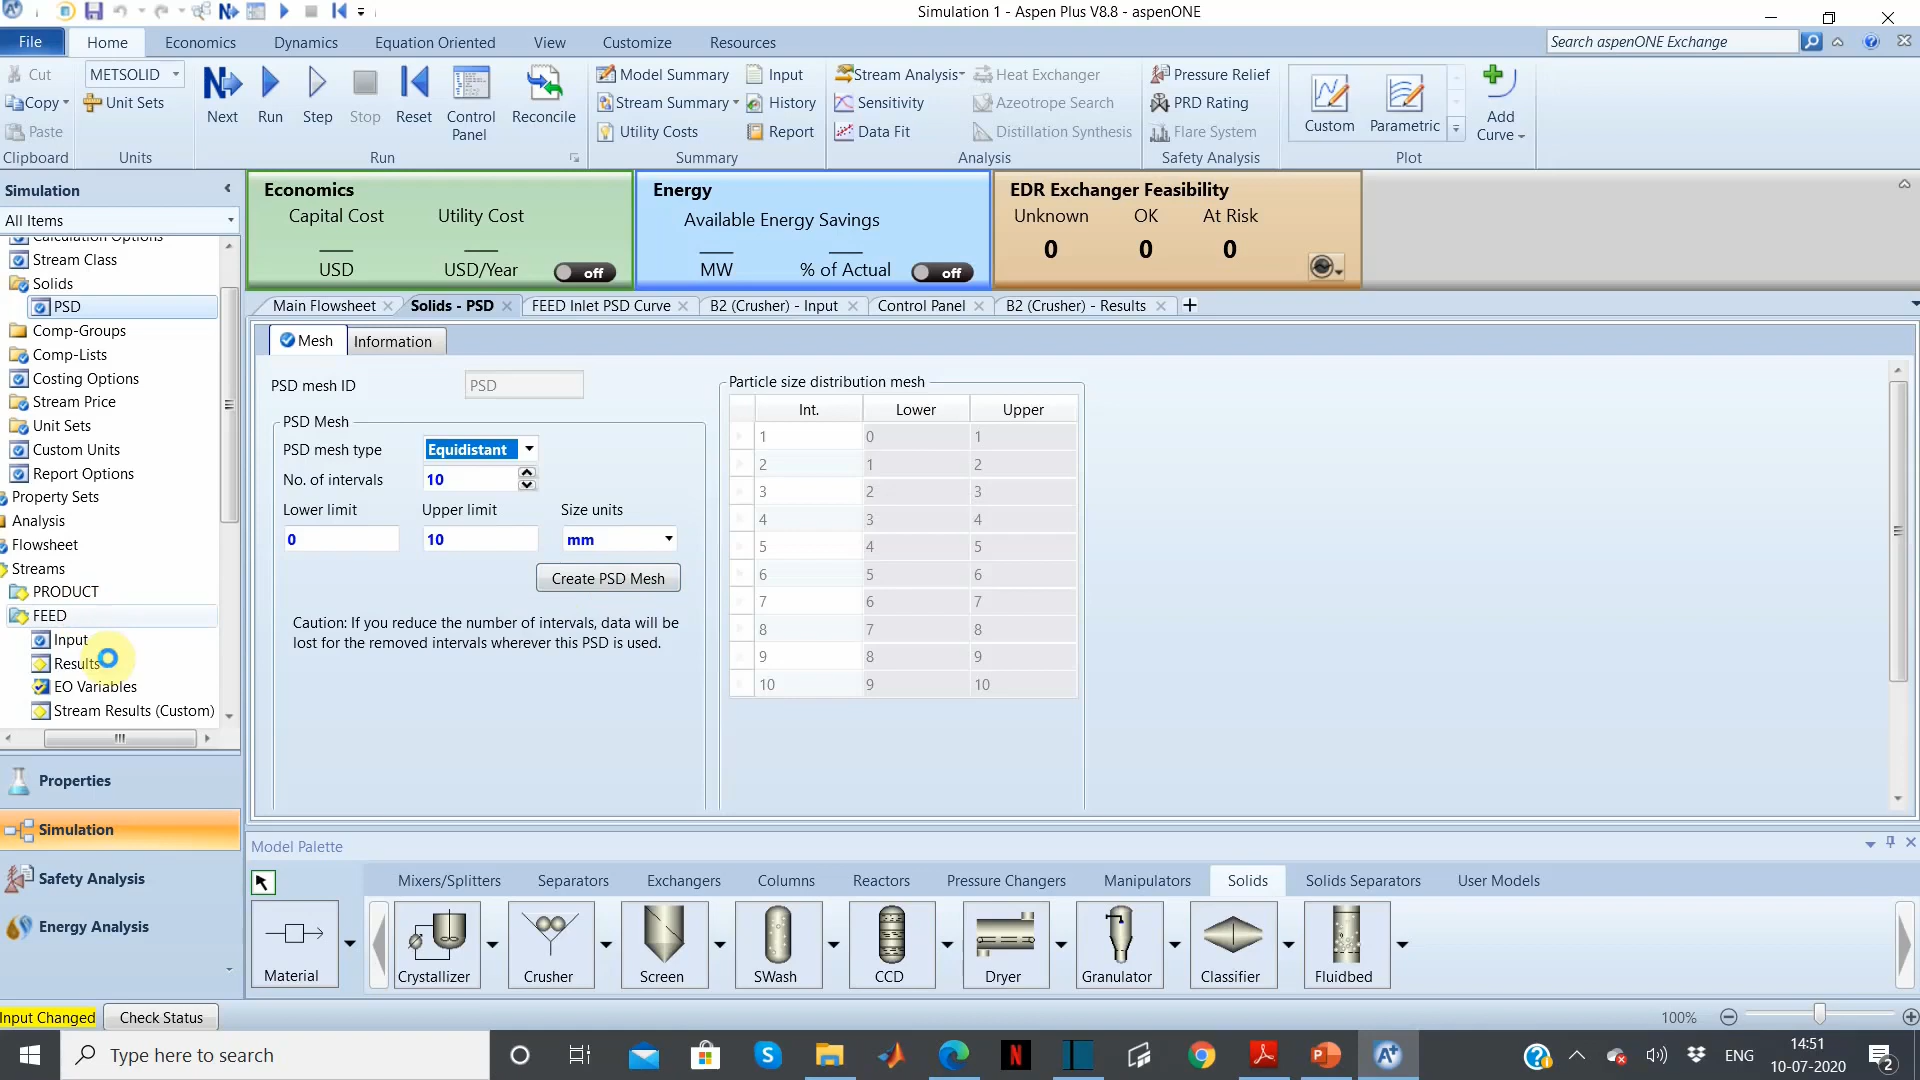 Simulation 1 - Aspen Plus V8.8 - aspenONE
File Home Economics Dynamics Equation Oriented View Customize Resources Search aspenONE Exchange
Cut METSOLID Model Summary Input Stream Analysis Heat Exchanger Pressure Relief
Copy Unit Sets Next Run Step Stop Reset Control Panel Reconcile Stream Summary History Sensitivity Azeotrope Search PRD Rating Custom Parametric Add Curve
Paste Utility Costs Report Data Fit Distillation Synthesis Flare System
Clipboard Units Run Summary Analysis Safety Analysis Plot
Simulation
All Items
Economics
Capital Cost Utility Cost
USD USD/Year off
Energy
Available Energy Savings
MW % of Actual off
EDR Exchanger Feasibility
Unknown OK At Risk
0 0 0
Calculation Options
Stream Class
Solids
PSD
Comp-Groups
Comp-Lists
Costing Options
Stream Price
Unit Sets
Custom Units
Report Options
Property Sets
Analysis
Flowsheet
Streams
PRODUCT
FEED
Input
Results
EO Variables
Stream Results (Custom)
Properties
Simulation
Safety Analysis
Energy Analysis
Main Flowsheet Solids - PSD FEED Inlet PSD Curve B2 (Crusher) - Input Control Panel B2 (Crusher) - Results
Mesh Information
PSD mesh ID PSD
PSD Mesh
PSD mesh type Equidistant
No. of intervals 10
Lower limit Upper limit Size units
0 10 mm
Create PSD Mesh
Caution: If you reduce the number of intervals, data will be
lost for the removed intervals wherever this PSD is used.
Particle size distribution mesh
Int. Lower Upper
1 0 1
2 1 2
3 2 3
4 3 4
5 4 5
6 5 6
7 6 7
8 7 8
9 8 9
10 9 10
Model Palette
Mixers/Splitters Separators Exchangers Columns Reactors Pressure Changers Manipulators Solids Solids Separators User Models
Material Crystallizer Crusher Screen SWash CCD Dryer Granulator Classifier Fluidbed
Input Changed Check Status 100%
Type here to search ENG 14:51
10-07-2020 2